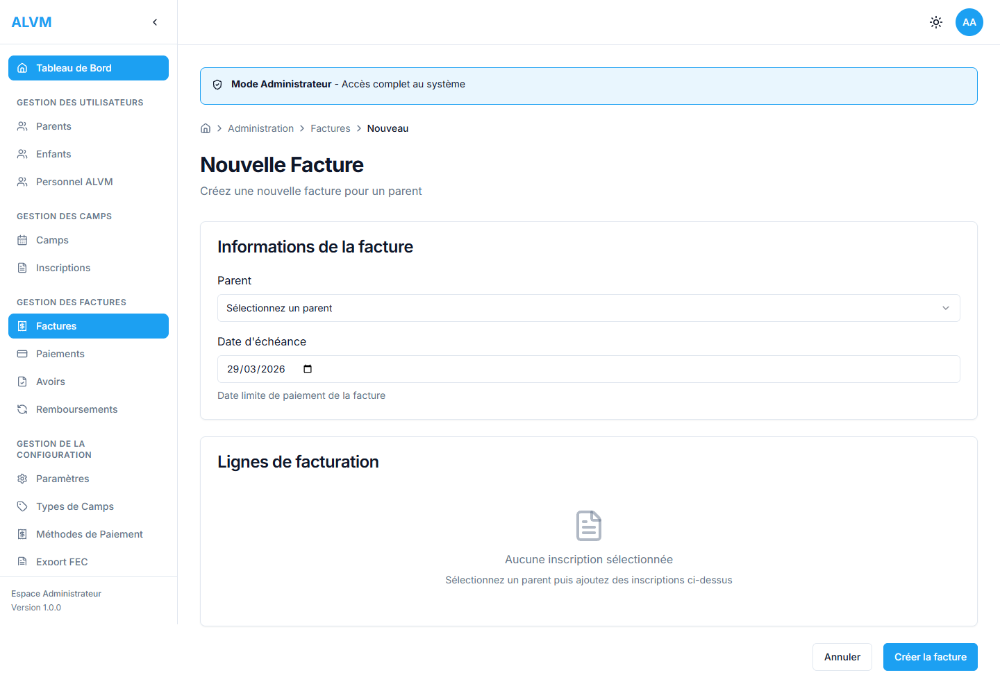 ALVM
AA
Tableau de Bord
GESTION DES UTILISATEURS
Parents
Enfants
Personnel ALVM
GESTION DES CAMPS
Camps
Inscriptions
GESTION DES FACTURES
Factures
Paiements
Avoirs
Remboursements
GESTION DE LA
CONFIGURATION
Paramètres
Types de Camps
Méthodes de Paiement
Export FEC
Espace Administrateur
Version 1.0.0
Mode Administrateur - Accès complet au système
Administration > Factures > Nouveau
Nouvelle Facture
Créez une nouvelle facture pour un parent
Informations de la facture
Parent
Sélectionnez un parent
Date d'échéance
29/03/2026
Date limite de paiement de la facture
Lignes de facturation
Aucune inscription sélectionnée
Sélectionnez un parent puis ajoutez des inscriptions ci-dessus
Annuler
Créer la facture